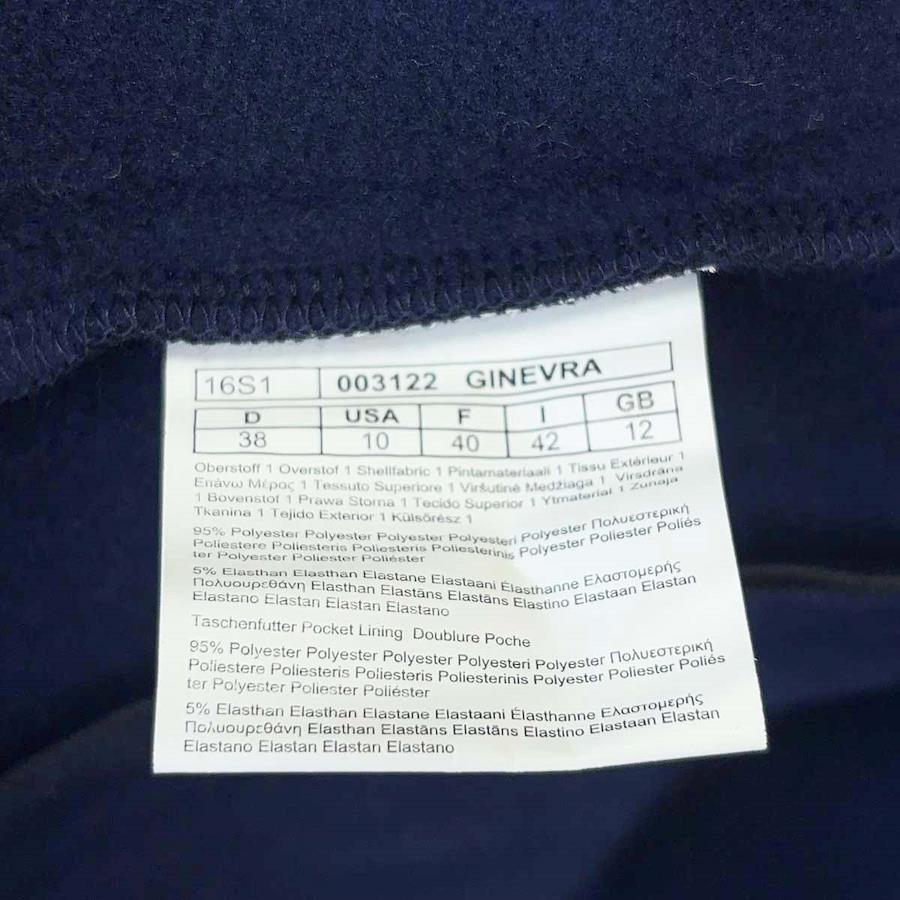 16S1 003122 GINEVRA
D USA F I GB
38 10 40 42 12
Oberstoff 1 Overstof 1 Shellfabric 1 Pintamateriaali 1 Tissu Extérieur 1
Επάνω Μέρος 1 Tessuto Superiore 1 Viršutinė Medžiaga 1 Virsdrāna
1 Bovenstof 1 Prawa Storna 1 Tecido Superior 1 Ytmaterial 1 Zunaja
Tkanina 1 Tejido Exterior 1 Külsőrész 1
95% Polyester Polyester Polyester Polyesteri Polyester Πολυεστερική
Poliestere Poliesteris Poliesteris Poliesterinis Polyester Poliester Poliés
ter Polyester Poliester Poliéster
5% Elasthan Elasthan Elastane Elastaani Élasthanne Ελαστομερής
Πολυουρεθάνη Elasthan Elastāns Elastāns Elastino Elastaan Elastan
Elastano Elastan Elastan Elastano
Taschenfutter Pocket Lining Doublure Poche
95% Polyester Polyester Polyester Polyesteri Polyester Πολυεστερική
Poliestere Poliesteris Poliesteris Poliesterinis Polyester Poliester Poliés
ter Polyester Poliester Poliéster
5% Elasthan Elasthan Elastane Elastaani Élasthanne Ελαστομερής
Πολυουρεθάνη Elasthan Elastāns Elastāns Elastino Elastaan Elastan
Elastano Elastan Elastan Elastano